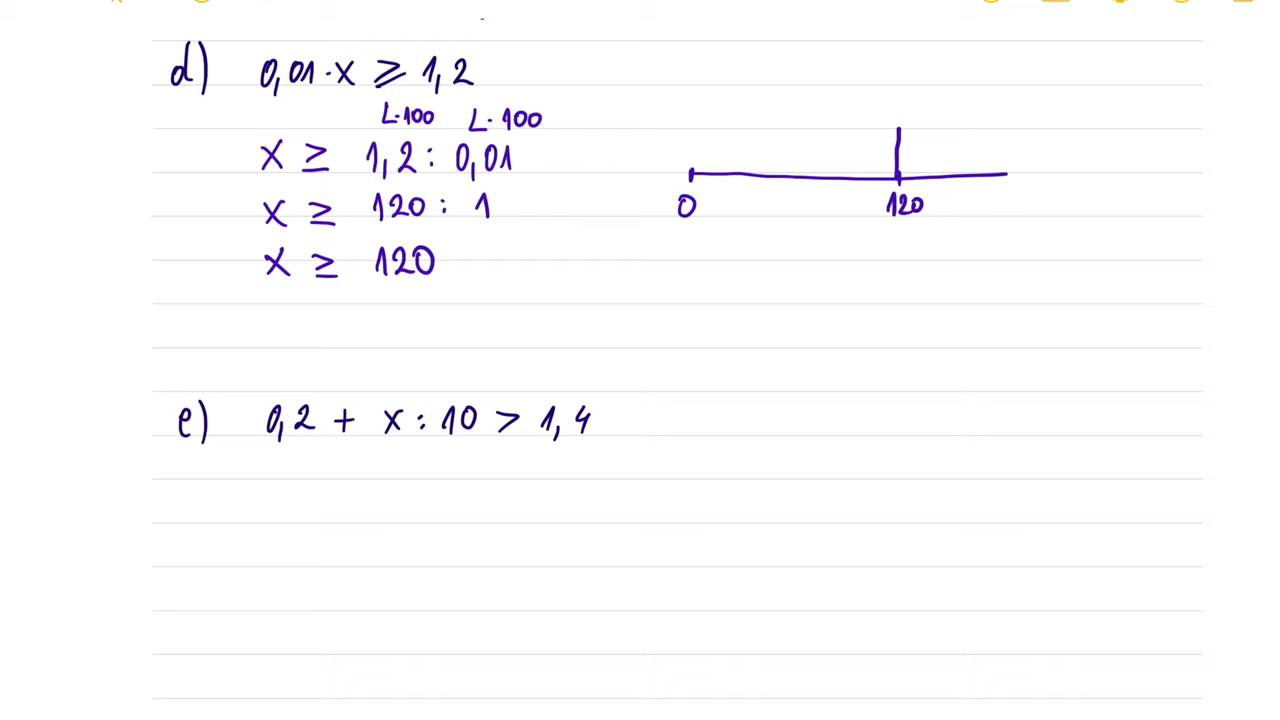 d) 0,01·x ≥ 1,2
L·100 L·100
x ≥ 1,2 : 0,01
x ≥ 120 : 1
x ≥ 120
0 120
e) 0,2 + x : 10 > 1,4